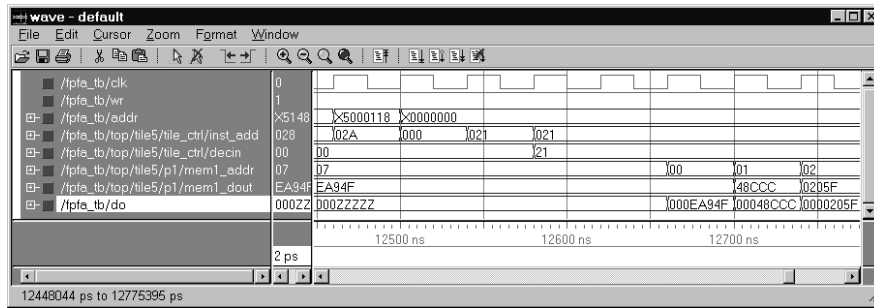 wave - default
File Edit Cursor Zoom Format Window
/fpfa_tb/clk 0
/fpfa_tb/wr 1
/fpfa_tb/addr X5148 X5000118 X0000000
/fpfa_tb/top/tile5/tile_ctrl/inst_add 028 02A 000 021 021
/fpfa_tb/top/tile5/tile_ctrl/decin 00 00 21
/fpfa_tb/top/tile5/p1/mem1_addr 07 07 00 01 02
/fpfa_tb/top/tile5/p1/mem1_dout EA94F EA94F 48CCC 0205F
/fpfa_tb/do 000ZZ 000ZZZZZ 000EA94F 00048CCC 0000205F
12500 ns 12600 ns 12700 ns
2 ps
12448044 ps to 12775395 ps